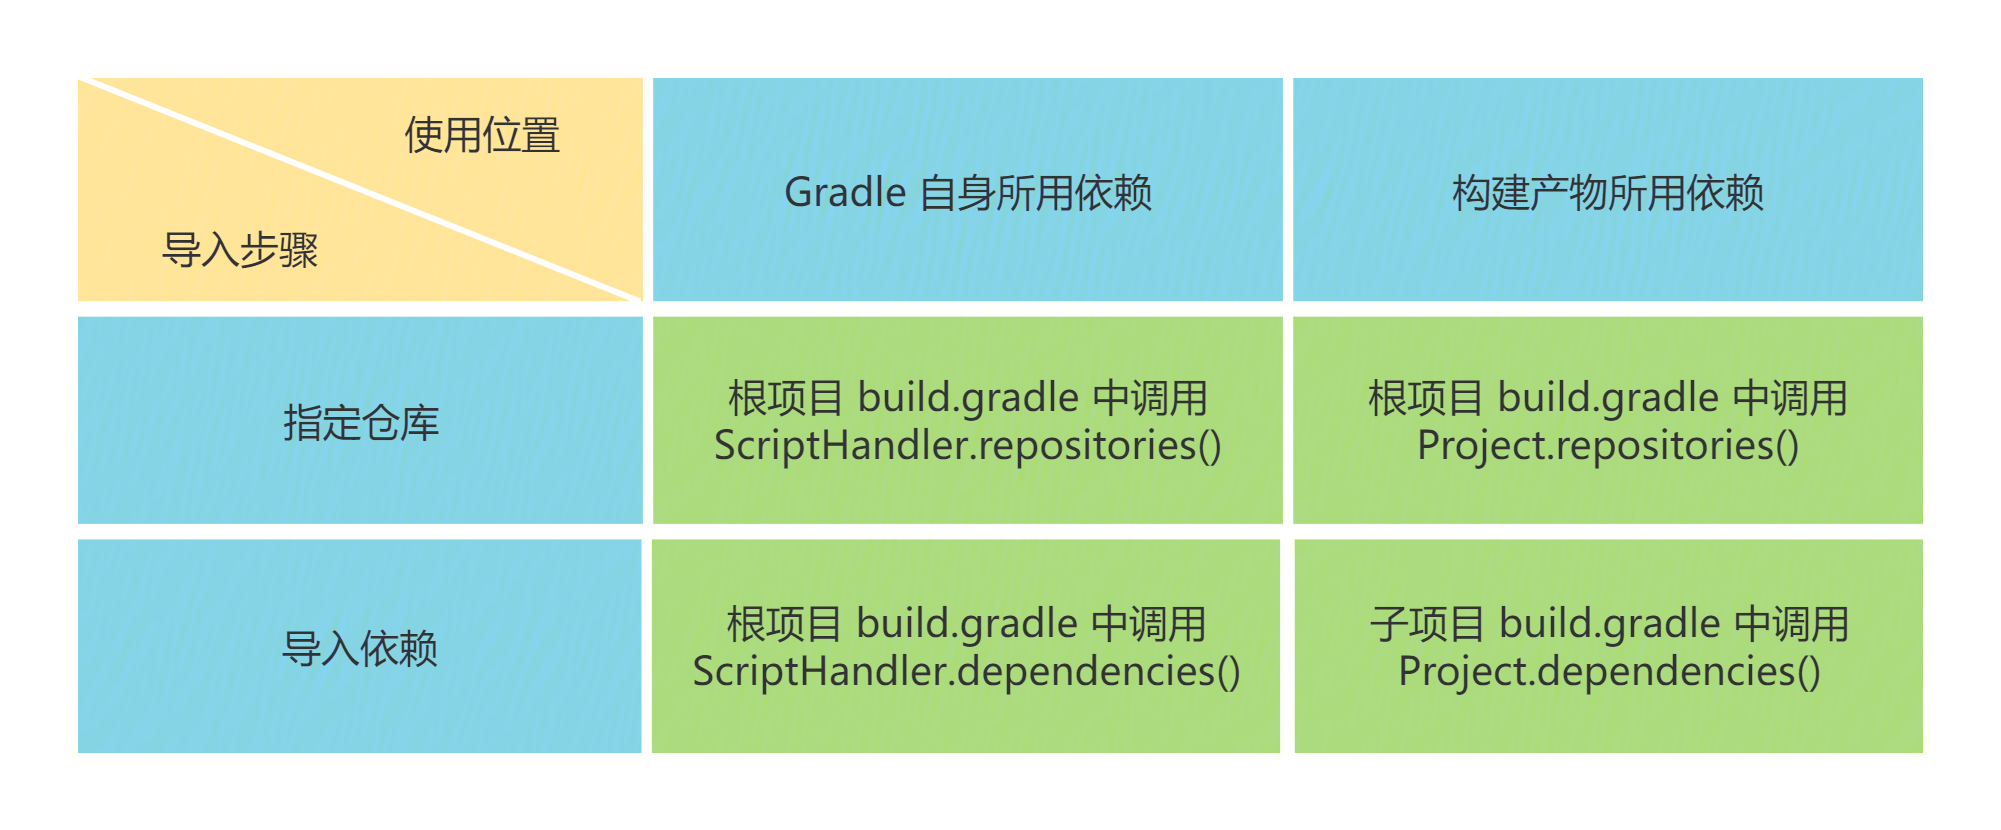 使用位置
导入步骤
Gradle 自身所用依赖
构建产物所用依赖
指定仓库
根项目 build.gradle 中调用
ScriptHandler.repositories()
根项目 build.gradle 中调用
Project.repositories()
导入依赖
根项目 build.gradle 中调用
ScriptHandler.dependencies()
子项目 build.gradle 中调用
Project.dependencies()